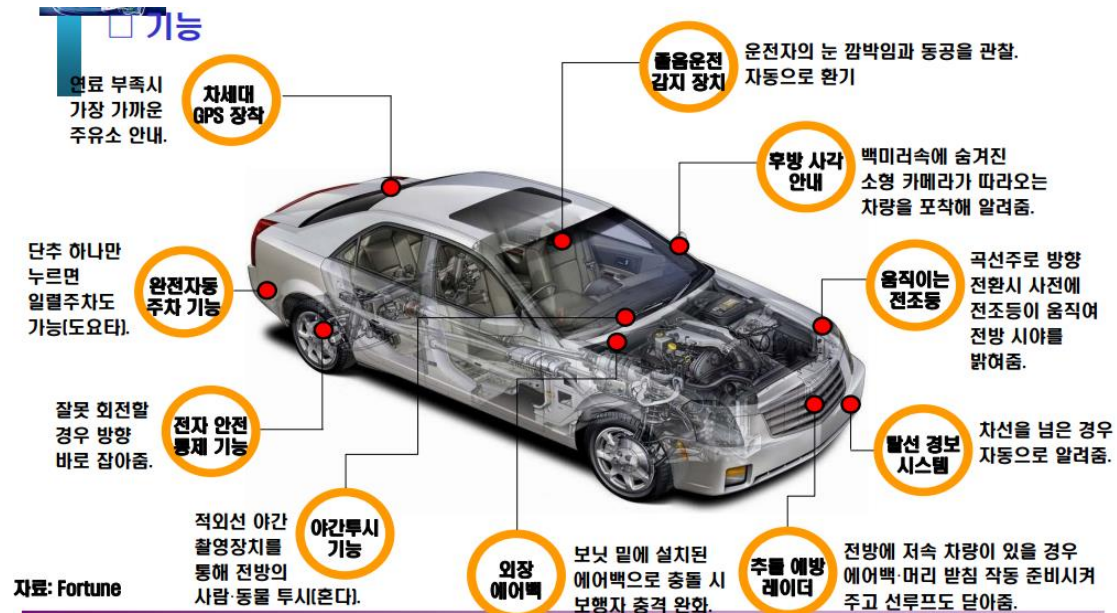 □ 기능
연료 부족시
가장 가까운
주유소 안내.
차세대
GPS 장착
졸음운전
감지 장치
운전자의 눈 깜박임과 동공을 관찰.
자동으로 환기
후방 사각
안내
백미러속에 숨겨진
소형 카메라가 따라오는
차량을 포착해 알려줌.
단추 하나만
누르면
일렬주차도
가능(도요타).
완전자동
주차 기능
움직이는
전조등
곡선주로 방향
전환시 사전에
전조등이 움직여
전방 시야를
밝혀줌.
잘못 회전할
경우 방향
바로 잡아줌.
전자 안전
통제 기능
탈선 경보
시스템
차선을 넘은 경우
자동으로 알려줌.
적외선 야간
촬영장치를
통해 전방의
사람·동물 투시(혼다).
야간투시
기능
외장
에어백
보닛 밑에 설치된
에어백으로 충돌 시
보행자 충격 완화.
추돌 예방
레이더
전방에 저속 차량이 있을 경우
에어백·머리 받침 작동 준비시켜
주고 선루프도 닫아줌.
자료: Fortune